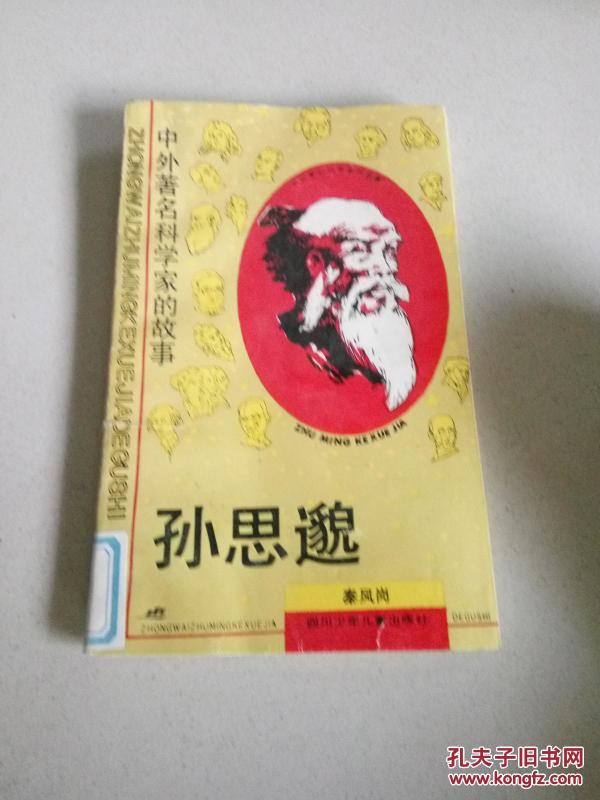 中外著名科学家的故事
ZHONGWAIZHUMINGKEXUEJIADEGUSHI
ZHU MING KEXUE JIA
孙思邈
秦风岗
四川少年儿童出版社
ZHONGWAIZHUMINGKEXUEJIA
DEGUSHI
孔夫子旧书网
www.kongfz.com